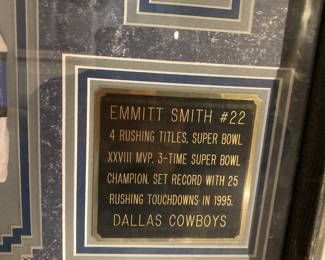 EMMITT SMITH #22
4 RUSHING TITLES, SUPER BOWL
XXVIII MVP, 3-TIME SUPER BOWL
CHAMPION, SET RECORD WITH 25
RUSHING TOUCHDOWNS IN 1995.
DALLAS COWBOYS